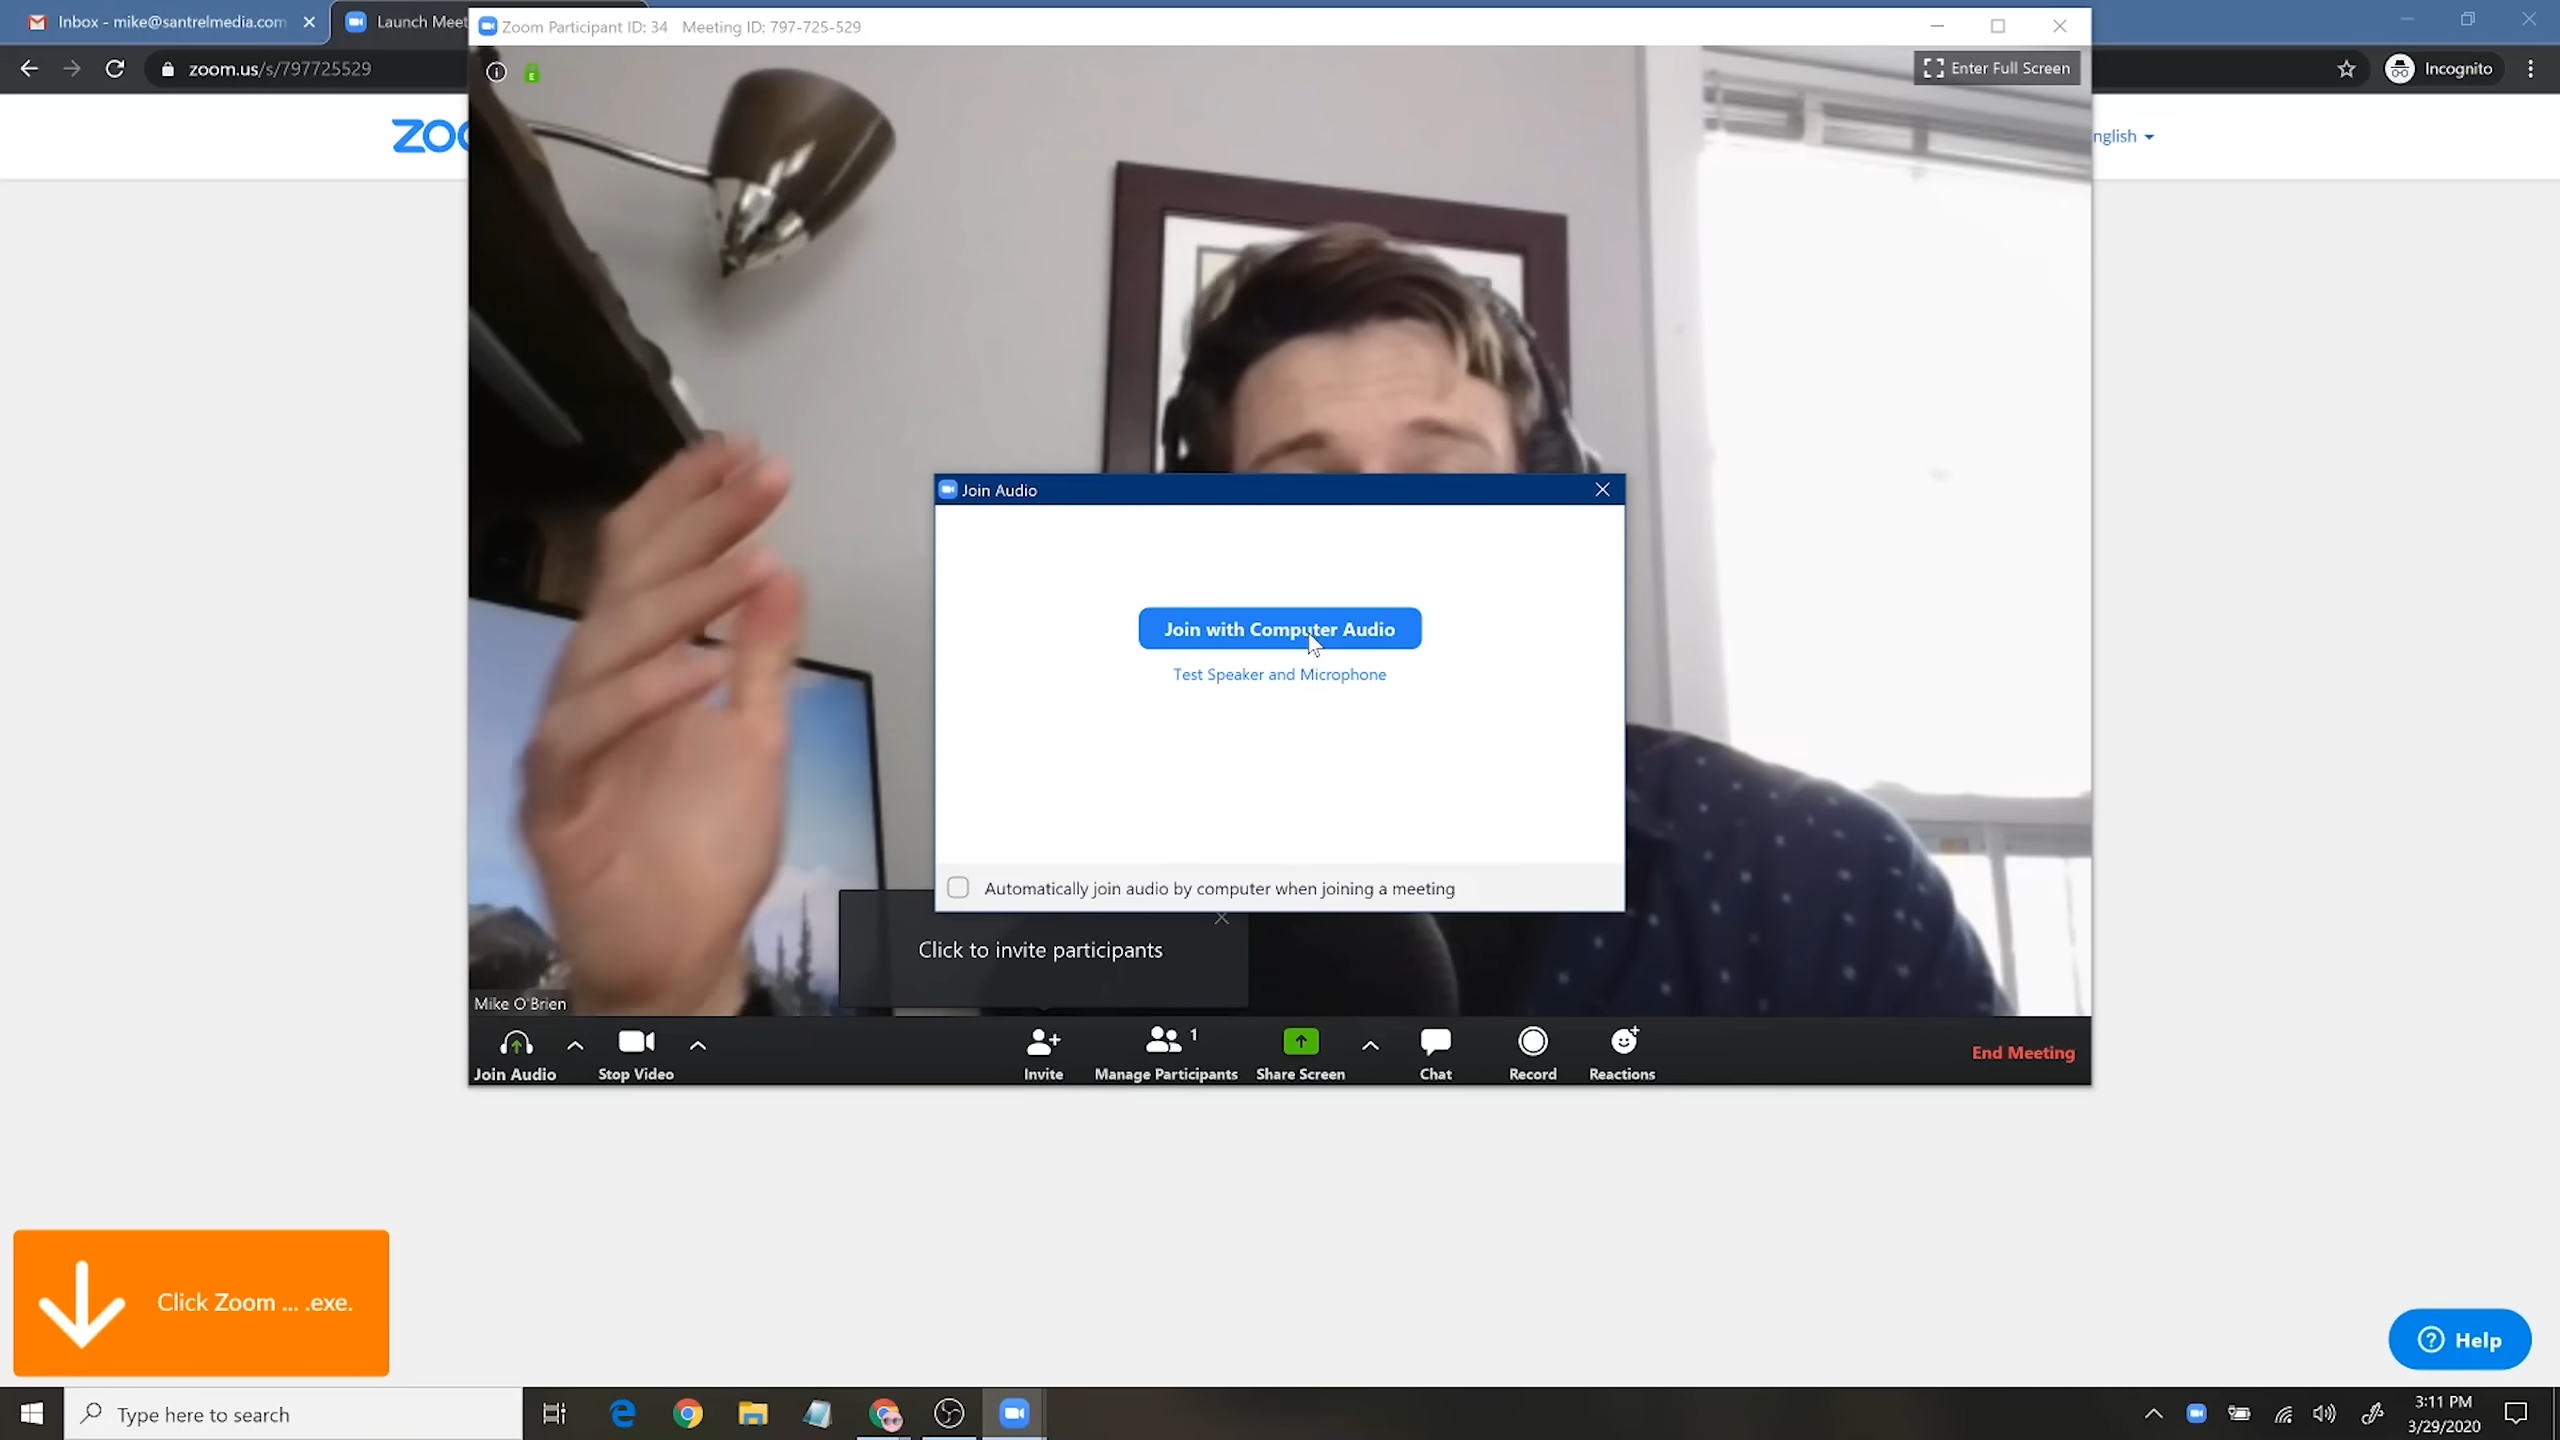 Inbox - mike@santrelmedia.com
Launch Meet
Zoom Participant ID: 34 Meeting ID: 797-725-529
zoom.us/s/797725529
Enter Full Screen
Incognito
ZOO
nglish
Join Audio
Join with Computer Audio
Test Speaker and Microphone
Automatically join audio by computer when joining a meeting
Click to invite participants
Mike O'Brien
1
Join Audio
Stop Video
Invite
Manage Participants
Share Screen
Chat
Record
Reactions
End Meeting
Click Zoom ... .exe.
Help
Type here to search
3:11 PM
3/29/2020